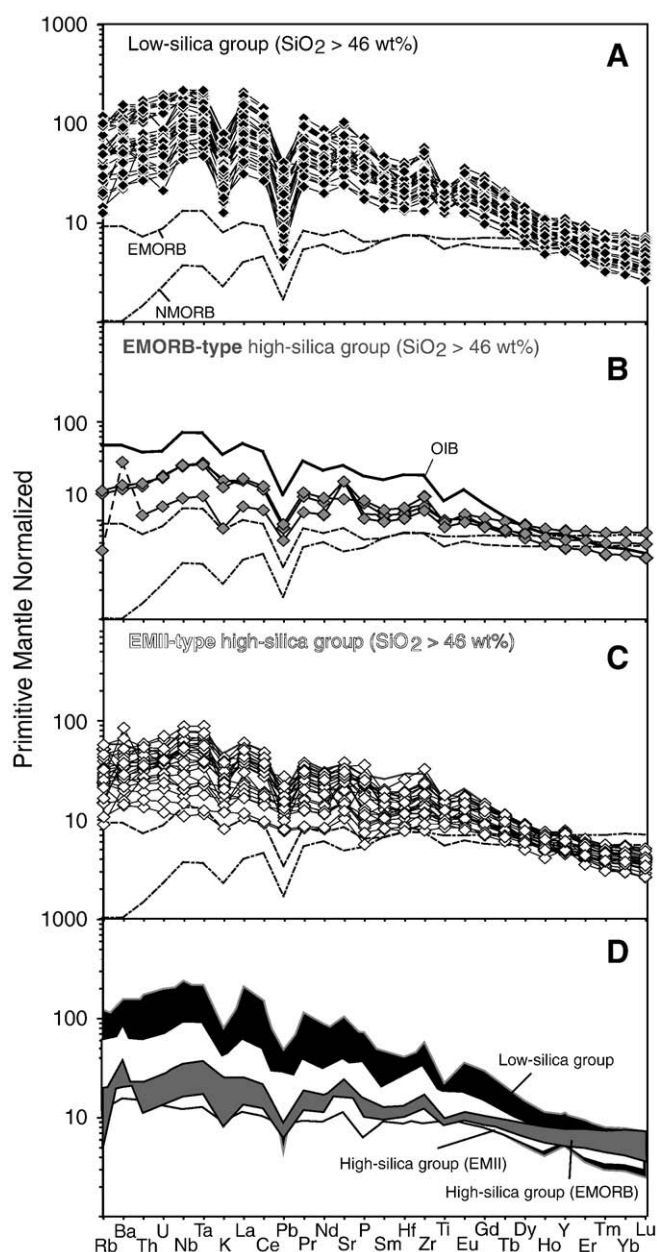 Primitive Mantle Normalized
1000
Low-silica group (SiO2 > 46 wt%)
A
100
10
EMORB
NMORB
EMORB-type high-silica group (SiO2 > 46 wt%)
B
100
OIB
10
EMII-type high-silica group (SiO2 > 46 wt%)
C
100
10
1000
D
100
Low-silica group
10
High-silica group (EMII)
High-silica group (EMORB)
Rb Ba Th U Nb Ta K La Ce Pb Pr Nd Sr P Sm Hf Zr Ti Eu Gd Tb Dy Ho Y Er Tm Yb Lu